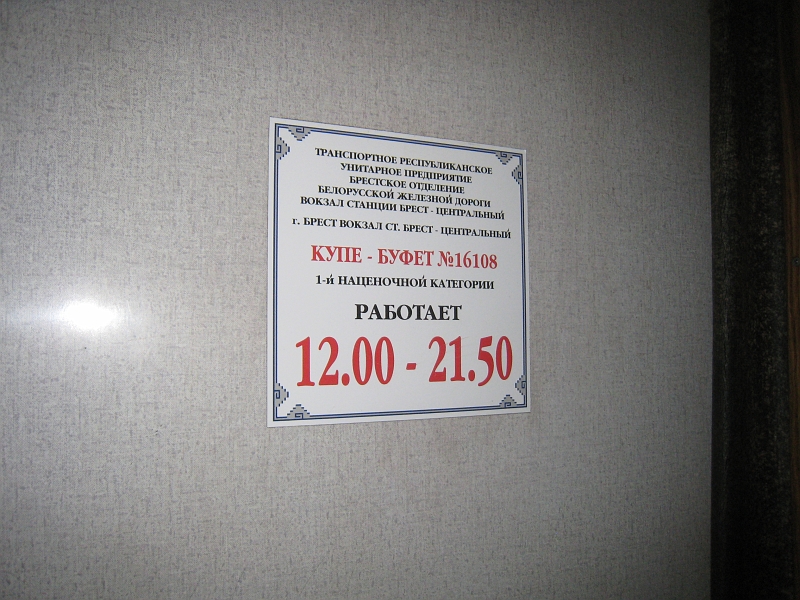 ТРАНСПОРТНОЕ РЕСПУБЛИКАНСКОЕ
УНИТАРНОЕ ПРЕДПРИЯТИЕ
БРЕСТСКОЕ ОТДЕЛЕНИЕ
БЕЛОРУССКОЙ ЖЕЛЕЗНОЙ ДОРОГИ
ВОКЗАЛ СТАНЦИИ БРЕСТ - ЦЕНТРАЛЬНЫЙ
г. БРЕСТ ВОКЗАЛ СТ. БРЕСТ - ЦЕНТРАЛЬНЫЙ
КУПЕ - БУФЕТ №16108
1-й НАЦЕНОЧНОЙ КАТЕГОРИИ
РАБОТАЕТ
12.00 - 21.50